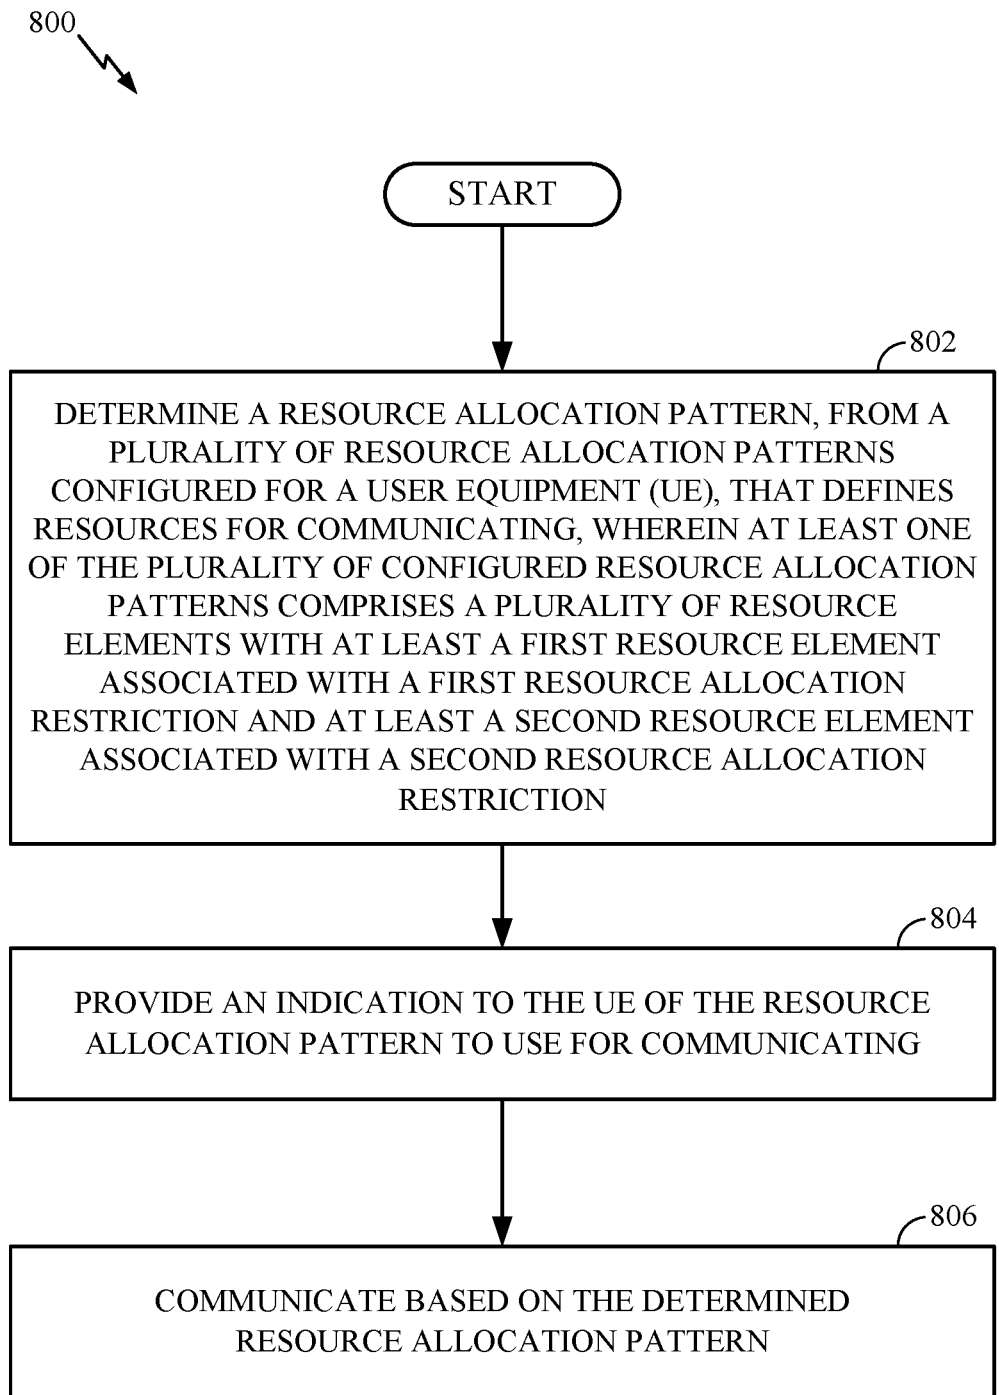 800
START
802
DETERMINE A RESOURCE ALLOCATION PATTERN, FROM A
PLURALITY OF RESOURCE ALLOCATION PATTERNS
CONFIGURED FOR A USER EQUIPMENT (UE), THAT DEFINES
RESOURCES FOR COMMUNICATING, WHEREIN AT LEAST ONE
OF THE PLURALITY OF CONFIGURED RESOURCE ALLOCATION
PATTERNS COMPRISES A PLURALITY OF RESOURCE
ELEMENTS WITH AT LEAST A FIRST RESOURCE ELEMENT
ASSOCIATED WITH A FIRST RESOURCE ALLOCATION
RESTRICTION AND AT LEAST A SECOND RESOURCE ELEMENT
ASSOCIATED WITH A SECOND RESOURCE ALLOCATION
RESTRICTION
804
PROVIDE AN INDICATION TO THE UE OF THE RESOURCE
ALLOCATION PATTERN TO USE FOR COMMUNICATING
806
COMMUNICATE BASED ON THE DETERMINED
RESOURCE ALLOCATION PATTERN